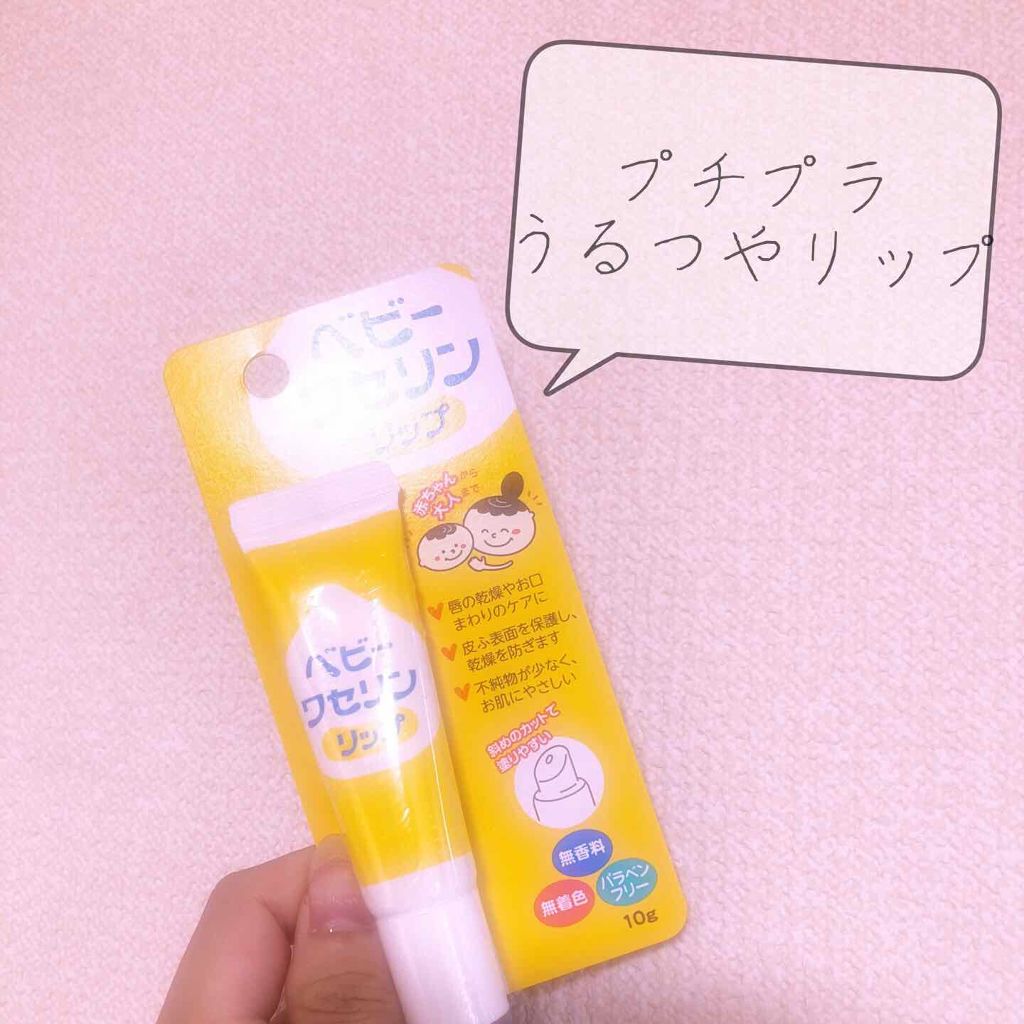 プチプラ
うるつやリップ
ベビー
ワセリン
リップ
赤ちゃんから
大人まで
唇の乾燥やお口
まわりのケアに
皮ふ表面を保護し、
乾燥を防ぎます
不純物が少なく、
お肌にやさしい
斜めのカットで
塗りやすい
無香料
パラベン
フリー
無着色
10g
ベビー
ワセリン
リップ